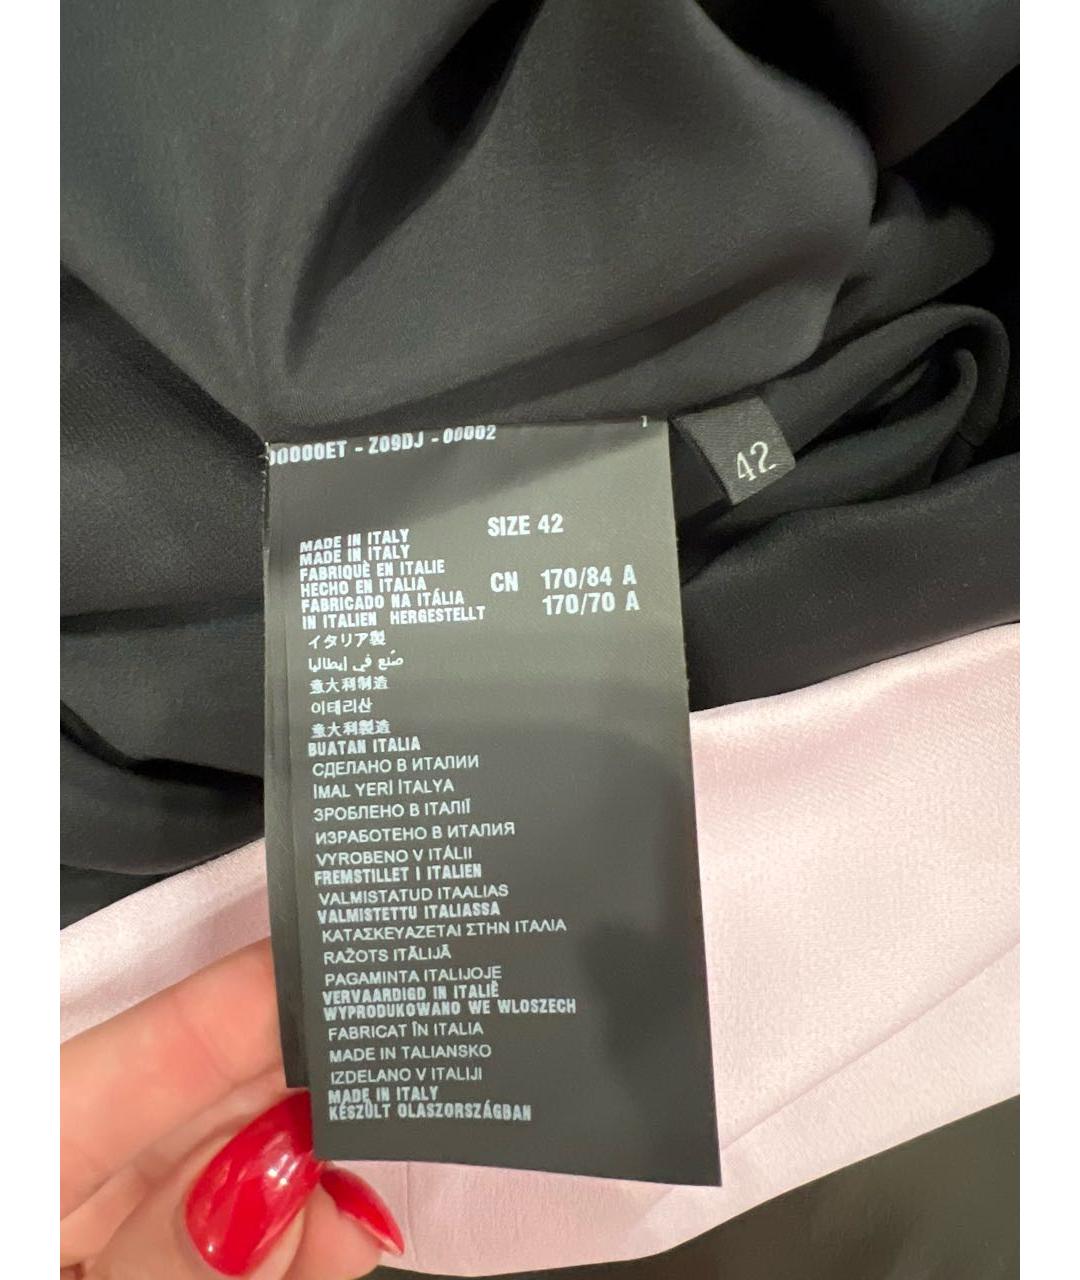 00000ET - Z09DJ - 00002
42
SIZE 42
CN 170/84 A
170/70 A
MADE IN ITALY
MADE IN ITALY
FABRIQUÈ EN ITALIE
HECHO EN ITALIA
FABRICADO NA ITÁLIA
IN ITALIEN HERGESTELLT
イタリア製
صنع في إيطاليا
意大利制造
이태리산
意大利製造
BUATAN ITALIA
СДЕЛАНО В ИТАЛИИ
İMAL YERİ İTALYA
ЗРОБЛЕНО В ІТАЛІЇ
ИЗРАБОТЕНО В ИТАЛИЯ
VYROBENO V ITÁLII
FREMSTILLET I ITALIEN
VALMISTATUD ITAALIAS
VALMISTETTU ITALIASSA
ΚΑΤΑΣΚΕΥΑΖΕΤΑΙ ΣΤΗΝ ΙΤΑΛΙΑ
RAŽOTS ITĀLIJĀ
PAGAMINTA ITALIJOJE
VERVAARDIGD IN ITALIË
WYPRODUKOWANO WE WLOSZECH
FABRICAT ÎN ITALIA
MADE IN TALIANSKO
IZDELANO V ITALIJI
MADE IN ITALY
KÉSZÜLT OLASZORSZÁGBAN